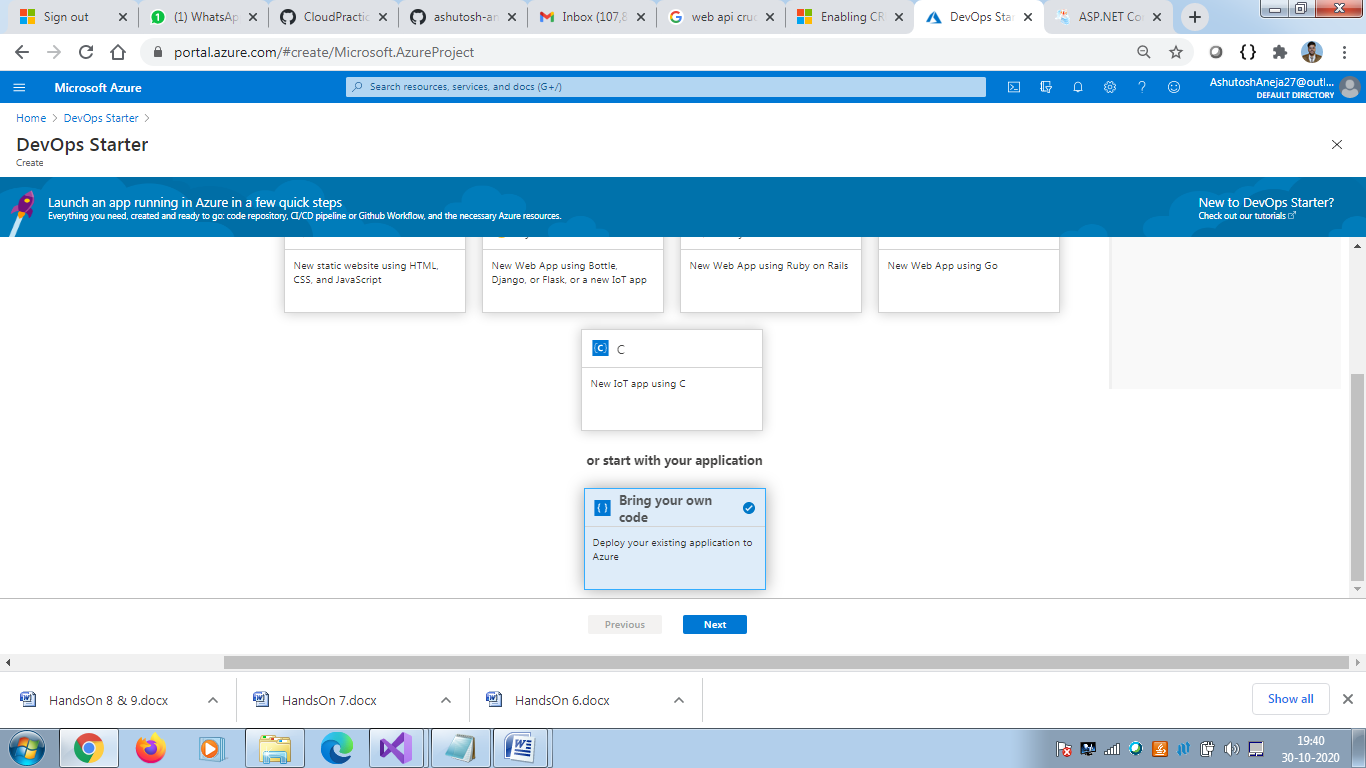 Sign out
(1) WhatsAp
CloudPractic
ashutosh-an
Inbox (107,8
web api crud
Enabling CR
DevOps Star
ASP.NET Co
portal.azure.com/#create/Microsoft.AzureProject
Microsoft Azure
Search resources, services, and docs (G+/)
AshutoshAneja27@outl...
DEFAULT DIRECTORY
Home > DevOps Starter >
DevOps Starter
Create
Launch an app running in Azure in a few quick steps
Everything you need, created and ready to go: code repository, CI/CD pipeline or Github Workflow, and the necessary Azure resources.
New to DevOps Starter?
Check out our tutorials
New static website using HTML,
CSS, and JavaScript
New Web App using Bottle,
Django, or Flask, or a new IoT app
New Web App using Ruby on Rails
New Web App using Go
C
New IoT app using C
or start with your application
Bring your own
code
Deploy your existing application to
Azure
Previous
Next
HandsOn 8 & 9.docx
HandsOn 7.docx
HandsOn 6.docx
Show all
19:40
30-10-2020